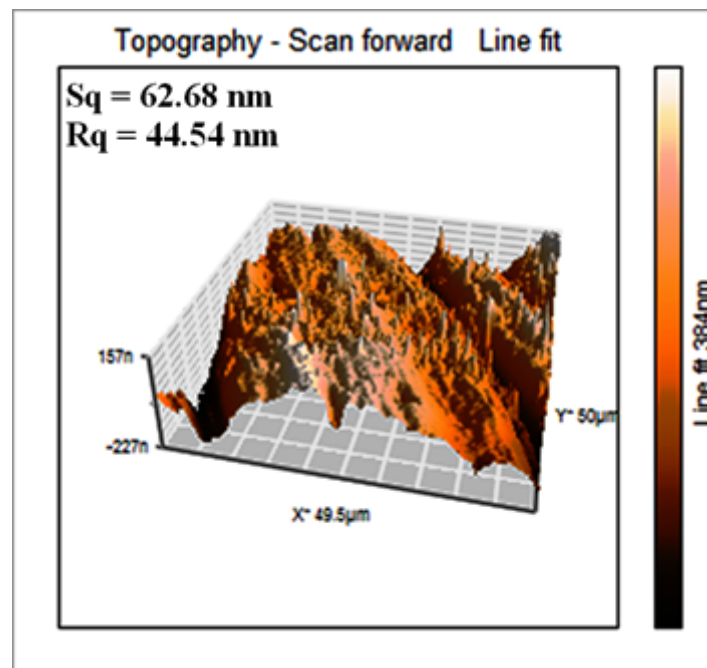 Topography - Scan forward Line fit
Sq = 62.68 nm
Rq = 44.54 nm
157n
-227n
X* 49.5µm
Y* 50µm
Line fit 384nm